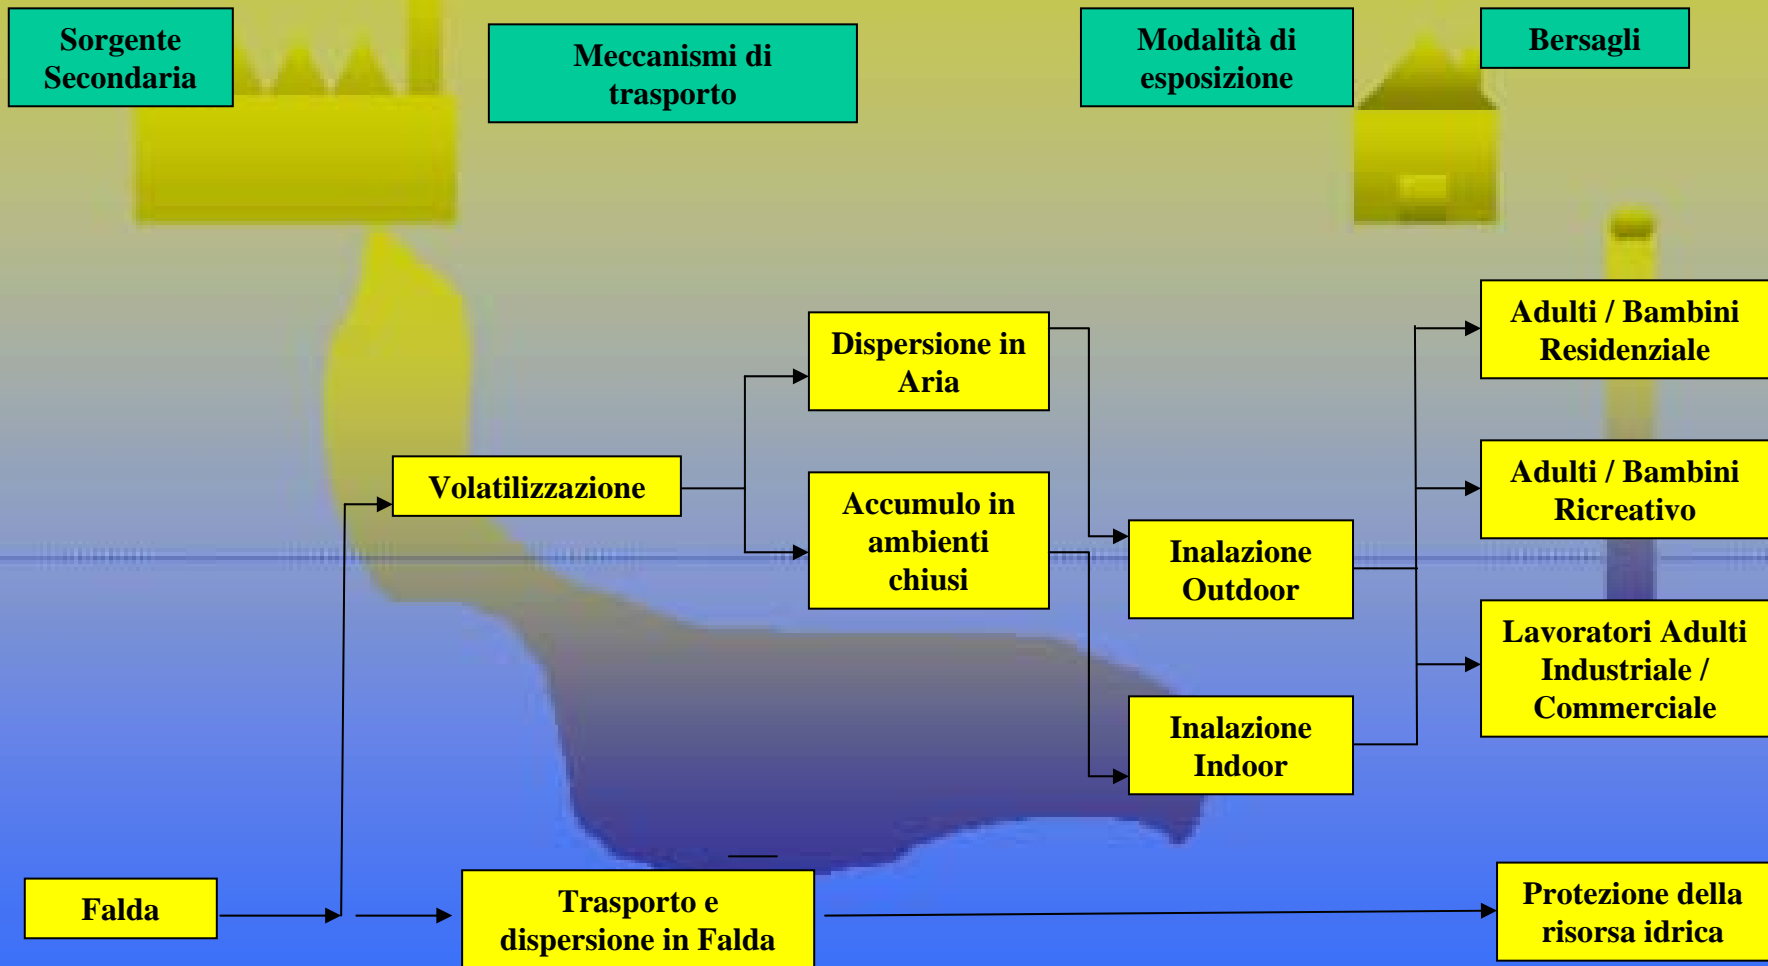 Sorgente
Secondaria
Meccanismi di
trasporto
Modalità di
esposizione
Bersagli
Adulti / Bambini
Residenziale
Dispersione in
Aria
Volatilizzazione
Accumulo in
ambienti
chiusi
Adulti / Bambini
Ricreativo
Inalazione
Outdoor
Lavoratori Adulti
Industriale /
Commerciale
Inalazione
Indoor
Falda
Trasporto e
dispersione in Falda
Protezione della
risorsa idrica